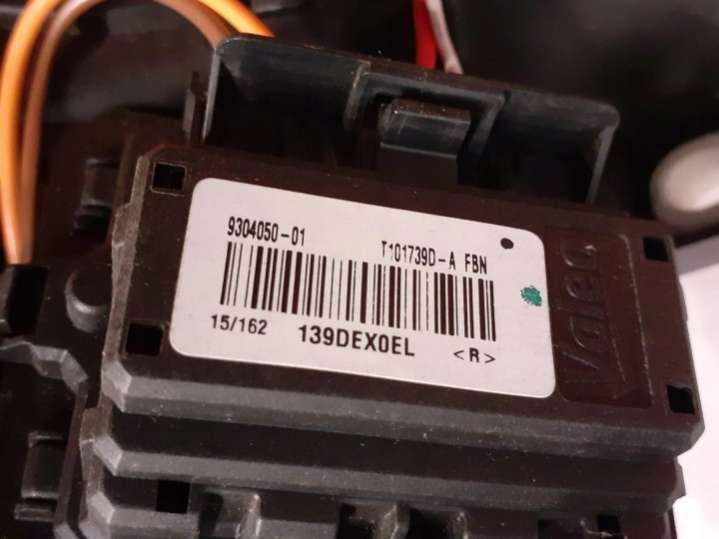 9304050-01 T101739D-A FBN
15/162 139DEX0EL <R>
Valeo